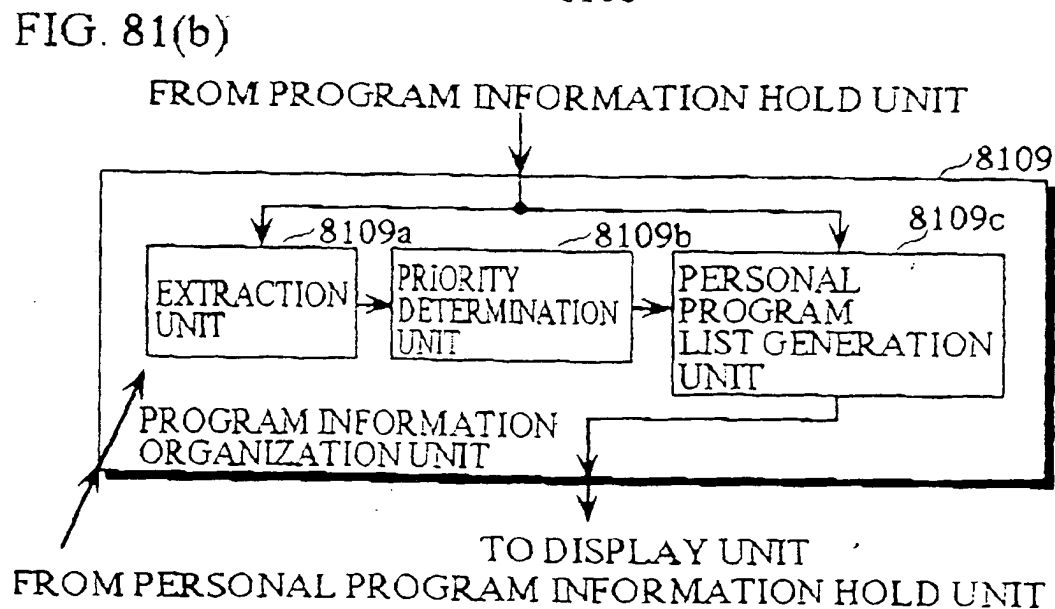 FIG. 81(b)
FROM PROGRAM INFORMATION HOLD UNIT
8109
8109a
8109b
8109c
EXTRACTION
UNIT
PRIORITY
DETERMINATION
UNIT
PERSONAL
PROGRAM
LIST GENERATION
UNIT
PROGRAM INFORMATION
ORGANIZATION UNIT
TO DISPLAY UNIT
FROM PERSONAL PROGRAM INFORMATION HOLD UNIT